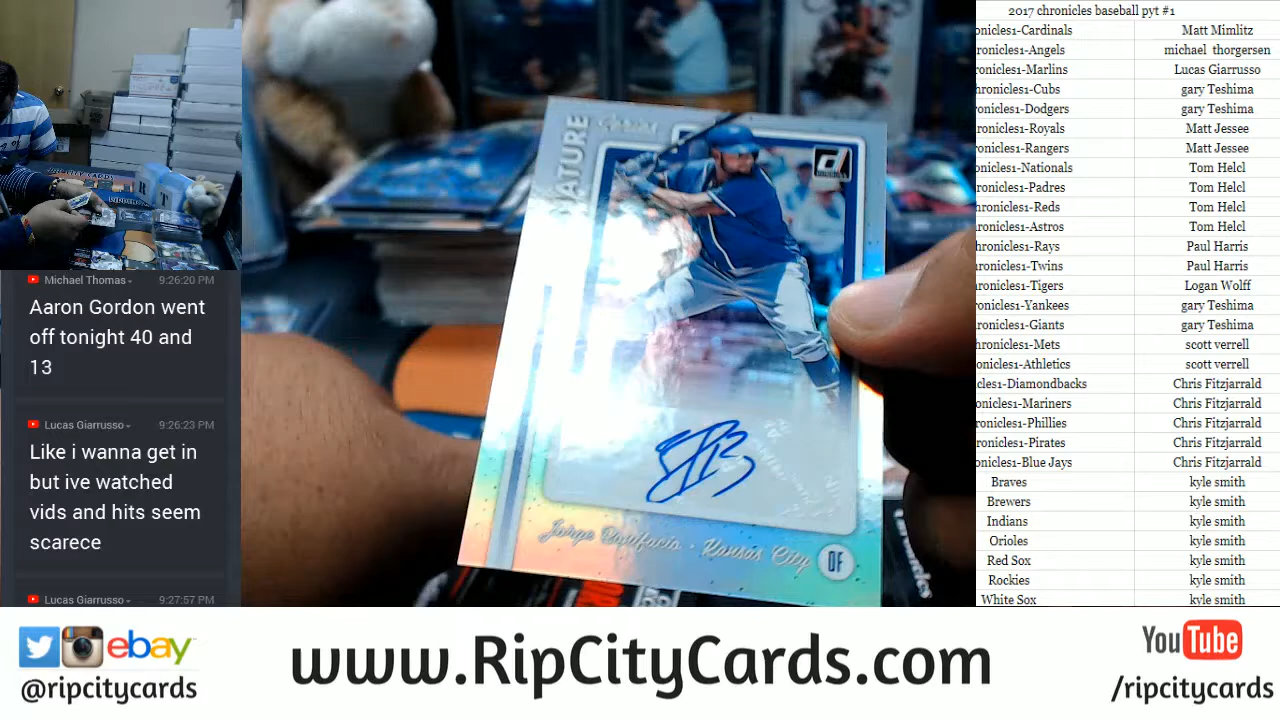 Michael Thomas 9:26:20 PM
Aaron Gordon went
off tonight 40 and
13
Lucas Giarrusso 9:26:23 PM
Like i wanna get in
but ive watched
vids and hits seem
scarece
Lucas Giarrusso 9:27:57 PM
ATURE
Jorge Bonifacio • Kansas City OF
2017 chronicles baseball pyt #1
onicles1-Cardinals Matt Mimlitz
ronicles1-Angels michael thorgersen
ronicles1-Marlins Lucas Giarrusso
hronicles1-Cubs gary Teshima
ronicles1-Dodgers gary Teshima
ronicles1-Royals Matt Jessee
ronicles1-Rangers Matt Jessee
onicles1-Nationals Tom Helcl
ronicles1-Padres Tom Helcl
hronicles1-Reds Tom Helcl
ronicles1-Astros Tom Helcl
hronicles1-Rays Paul Harris
hronicles1-Twins Paul Harris
ronicles1-Tigers Logan Wolff
ronicles1-Yankees gary Teshima
ronicles1-Giants gary Teshima
hronicles1-Mets scott verrell
ronicles1-Athletics scott verrell
cles1-Diamondbacks Chris Fitzjarrald
onicles1-Mariners Chris Fitzjarrald
ronicles1-Phillies Chris Fitzjarrald
ronicles1-Pirates Chris Fitzjarrald
onicles1-Blue Jays Chris Fitzjarrald
Braves kyle smith
Brewers kyle smith
Indians kyle smith
Orioles kyle smith
Red Sox kyle smith
Rockies kyle smith
White Sox kyle smith
ebay
@ripcitycards
www.RipCityCards.com
YouTube
/ripcitycards